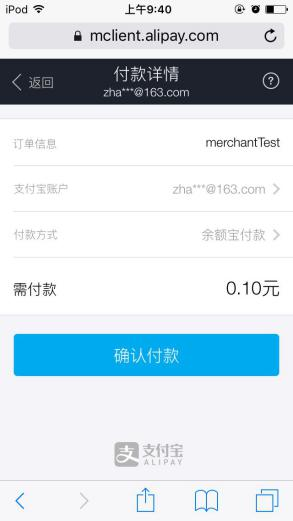 iPod 上午9:40
mclient.alipay.com
返回 付款详情 ?
zha***@163.com
订单信息 merchantTest
支付宝账户 zha***@163.com
付款方式 余额宝付款
需付款 0.10元
确认付款
支 支付宝
ALIPAY